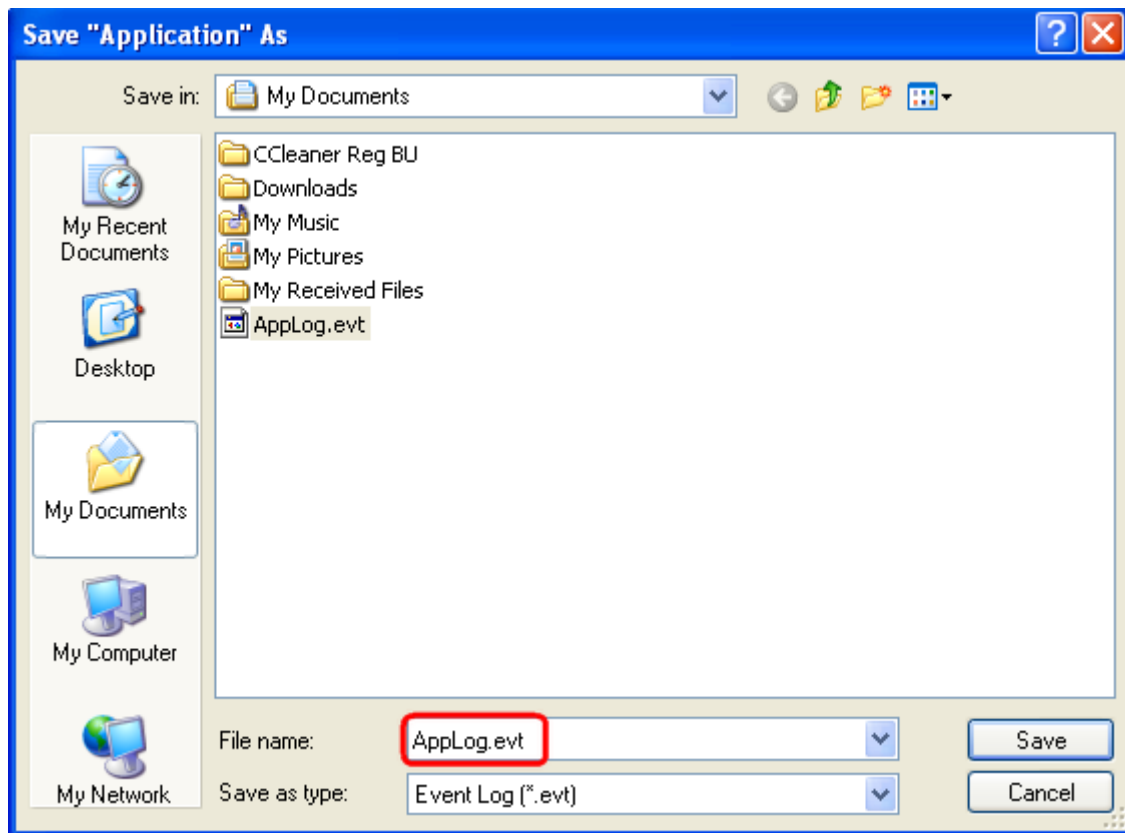 Save "Application" As
Save in:
My Documents
My Recent
Documents
Desktop
My Documents
My Computer
My Network
CCleaner Reg BU
Downloads
My Music
My Pictures
My Received Files
AppLog.evt
File name:
AppLog.evt
Save
Save as type:
Event Log (*.evt)
Cancel